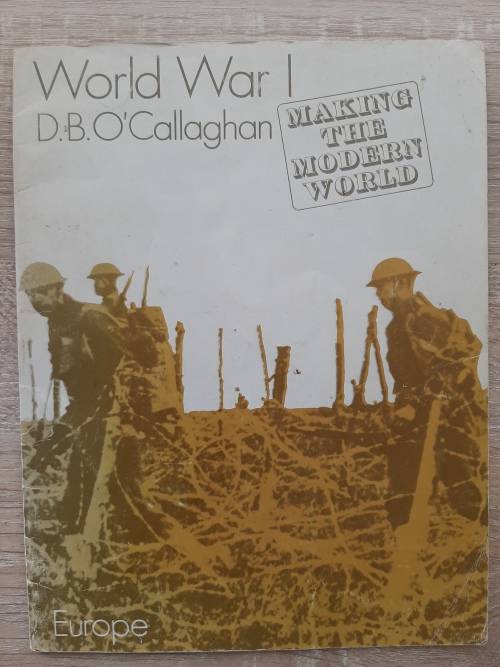 World War I
D.B.O'Callaghan
MAKING
THE
MODERN
WORLD
Europe